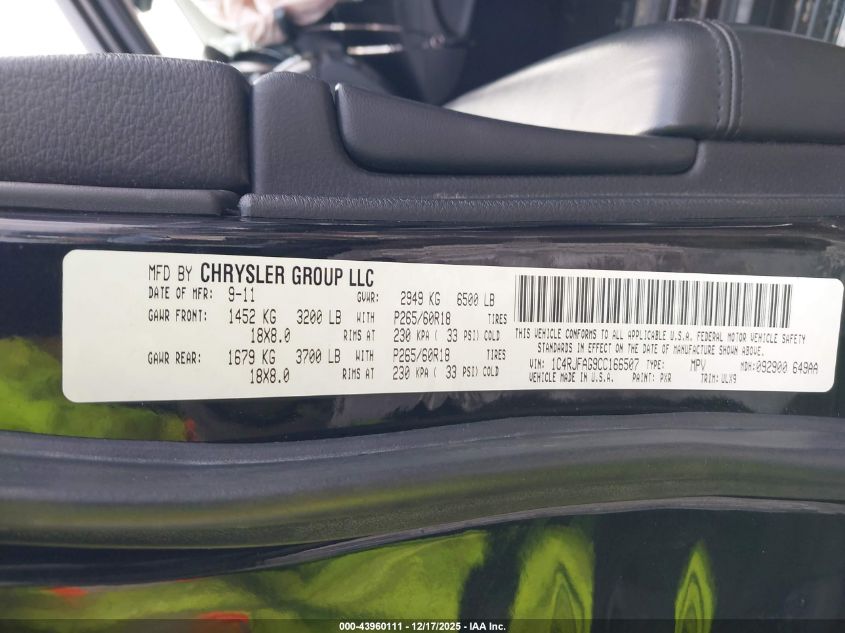 MFD BY CHRYSLER GROUP LLC
DATE OF MFR: 9-11 GVWR: 2949 KG 6500 LB
GAWR FRONT: 1452 KG 3200 LB WITH P265/60R18 TIRES
18X8.0 RIMS AT 230 KPA ( 33 PSI) COLD
GAWR REAR: 1679 KG 3700 LB WITH P265/60R18 TIRES
18X8.0 RIMS AT 230 KPA ( 33 PSI) COLD
THIS VEHICLE CONFORMS TO ALL APPLICABLE U.S.A. FEDERAL MOTOR VEHICLE SAFETY
STANDARDS IN EFFECT ON THE DATE OF MANUFACTURE SHOWN ABOVE.
VIN: 1C4RJFAG9CC166507 TYPE: MPV MDH:092900 649AA
VEHICLE MADE IN U.S.A. PAINT: PXR TRIM: VLX9
000-43960111 - 12/17/2025 - IAA Inc.